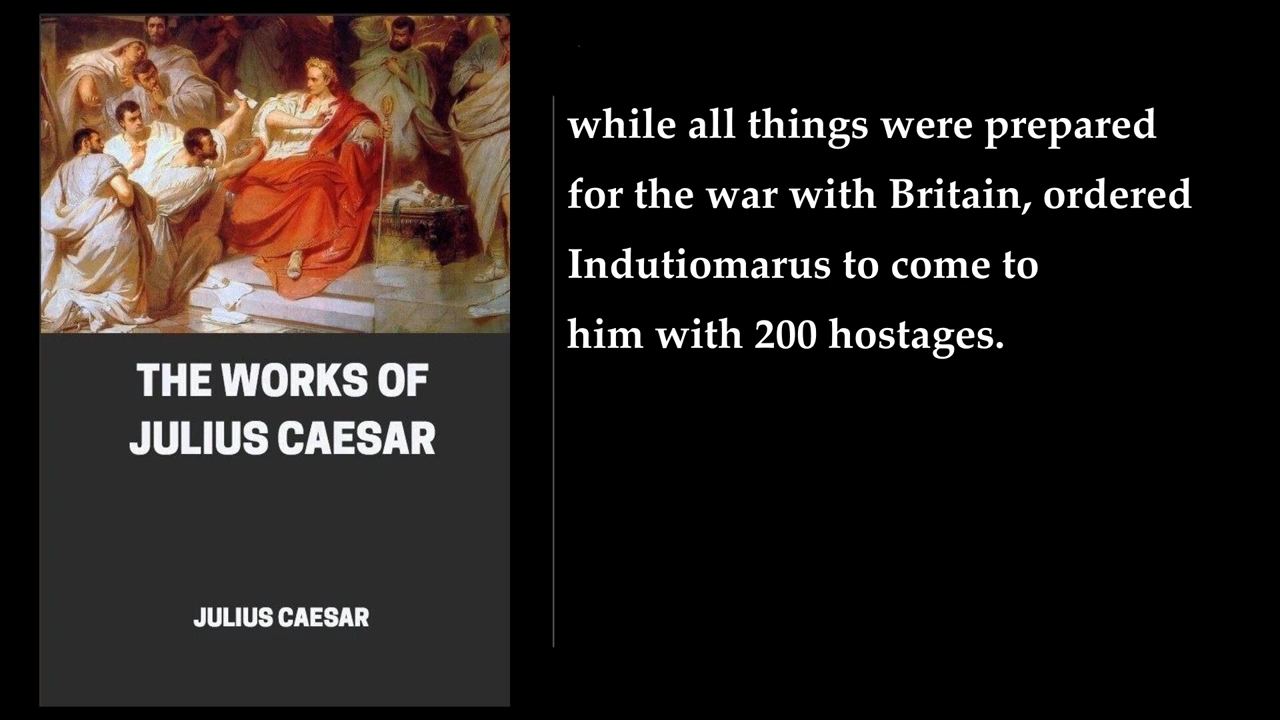 THE WORKS OF
JULIUS CAESAR
JULIUS CAESAR
while all things were prepared
for the war with Britain, ordered
Indutiomarus to come to
him with 200 hostages.